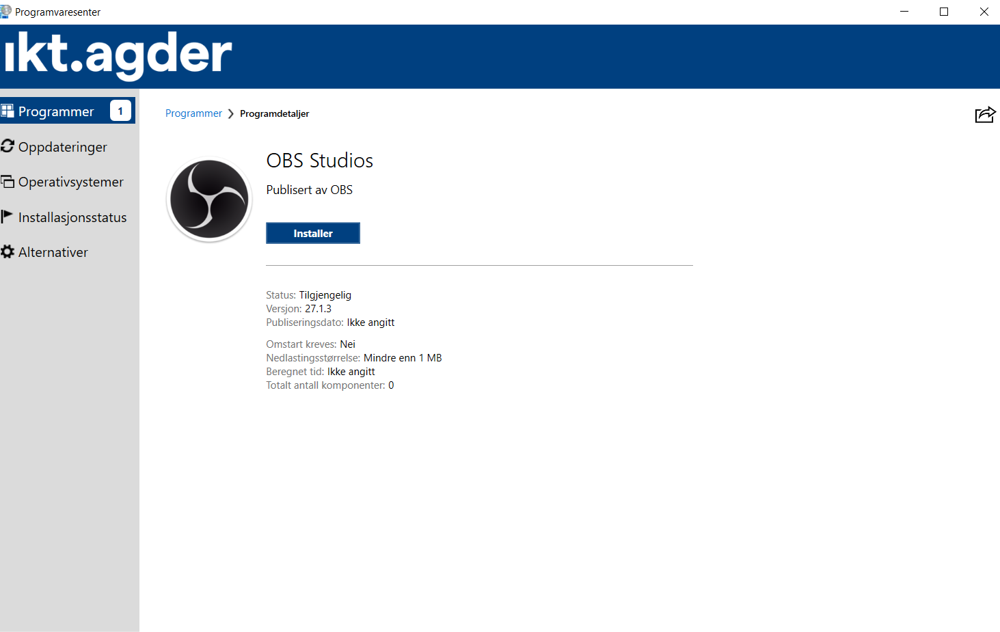 Programvaresenter
ikt.agder
Programmer 1
Oppdateringer
Operativsystemer
Installasjonsstatus
Alternativer
Programmer Programdetaljer
OBS Studios
Publisert av OBS
Installer
Status: Tilgjengelig
Versjon: 27.1.3
Publiseringsdato: Ikke angitt
Omstart kreves: Nei
Nedlastingsstørrelse: Mindre enn 1 MB
Beregnet tid: Ikke angitt
Totalt antall komponenter: 0